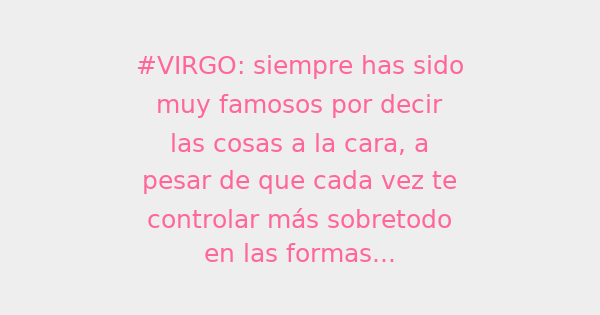 #VIRGO: siempre has sido
muy famosos por decir
las cosas a la cara, a
pesar de que cada vez te
controlar más sobretodo
en las formas...